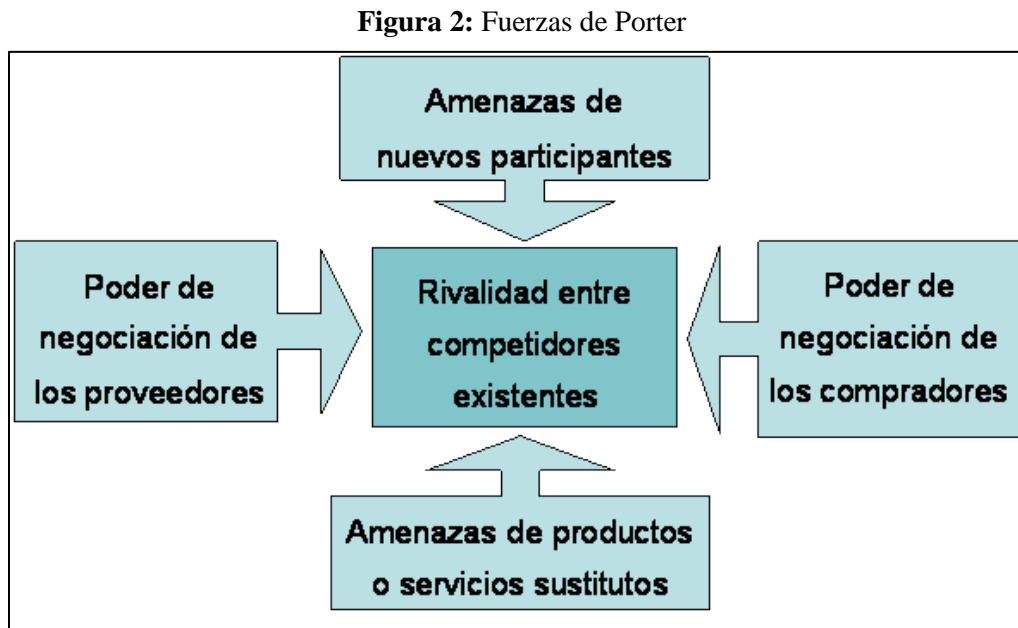 Figura 2: Fuerzas de Porter
Amenazas de
nuevos participantes
Poder de
negociación de
los proveedores
Rivalidad entre
competidores
existentes
Poder de
negociación de
los compradores
Amenazas de productos
o servicios sustitutos